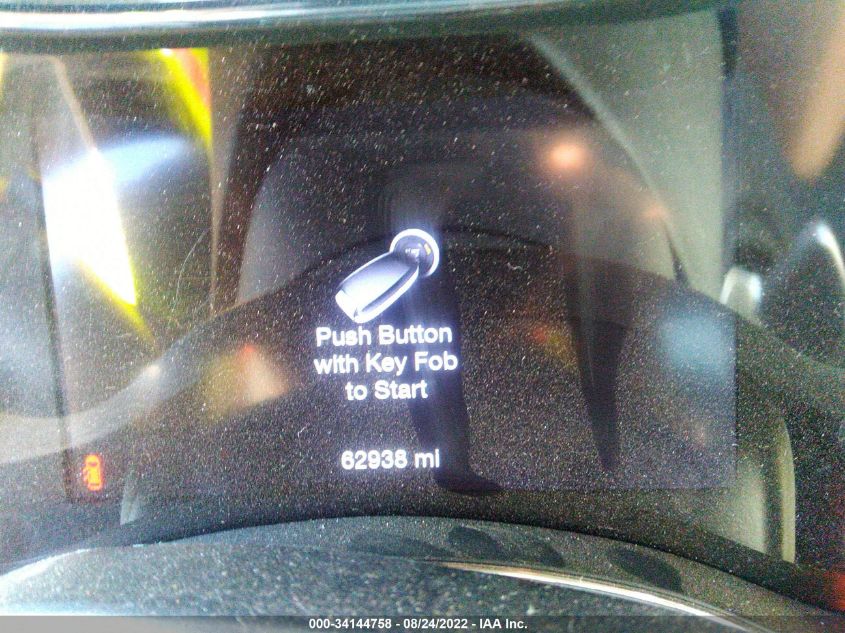 Push Button
with Key Fob
to Start
62938 mi
000-34144758 - 08/24/2022 - IAA Inc.